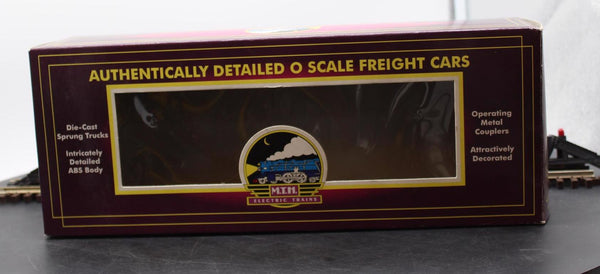 AUTHENTICALLY DETAILED O SCALE FREIGHT CARS
Die-Cast
Sprung Trucks
Intricately
Detailed
ABS Body
Operating
Metal
Couplers
Attractively
Decorated
M.T.H.
ELECTRIC TRAINS